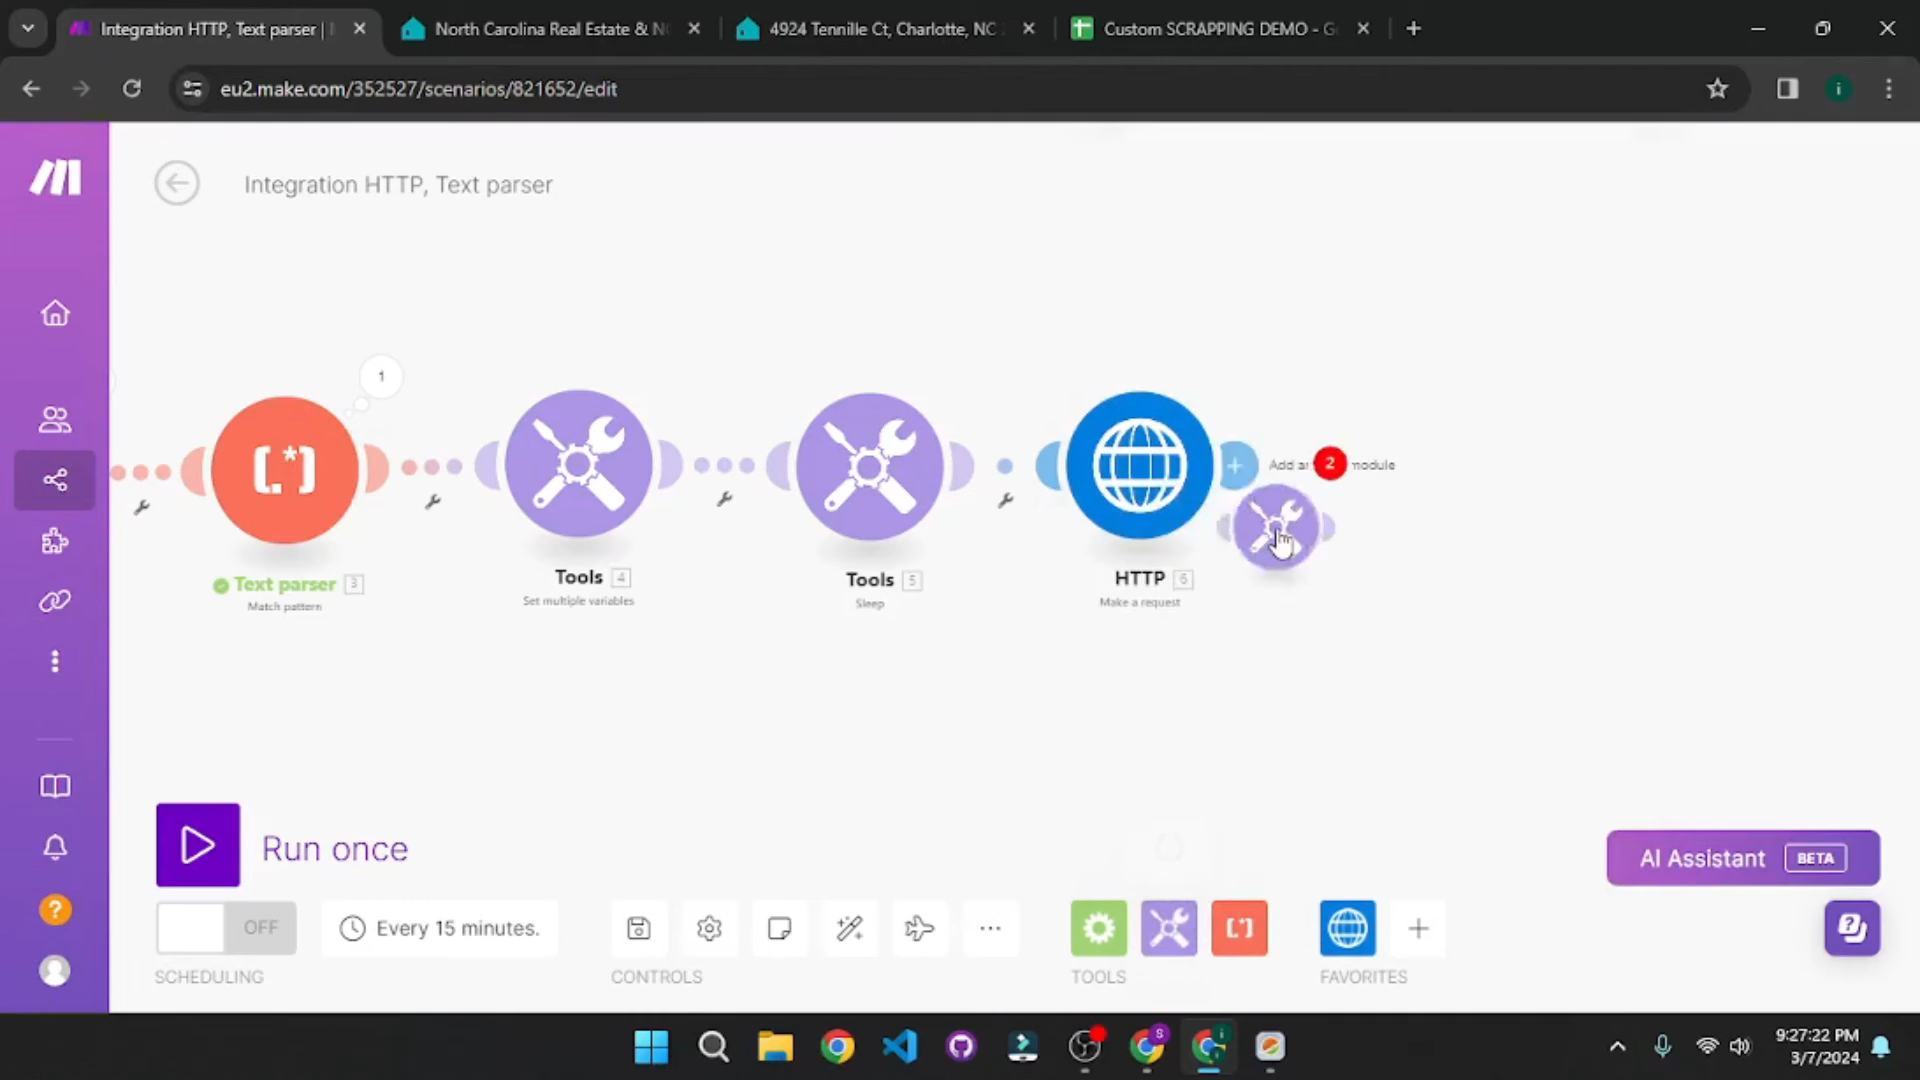 Integration HTTP, Text parser |
North Carolina Real Estate & N
4924 Tennille Ct, Charlotte, NC
Custom SCRAPPING DEMO - G
eu2.make.com/352527/scenarios/821652/edit
i
Integration HTTP, Text parser
1
Add an 2 module
Text parser 3
Match pattern
Tools 4
Set multiple variables
Tools 5
Sleep
HTTP 6
Make a request
Run once
AI Assistant BETA
OFF
Every 15 minutes.
SCHEDULING
CONTROLS
TOOLS
FAVORITES
S
i
9:27:22 PM
3/7/2024